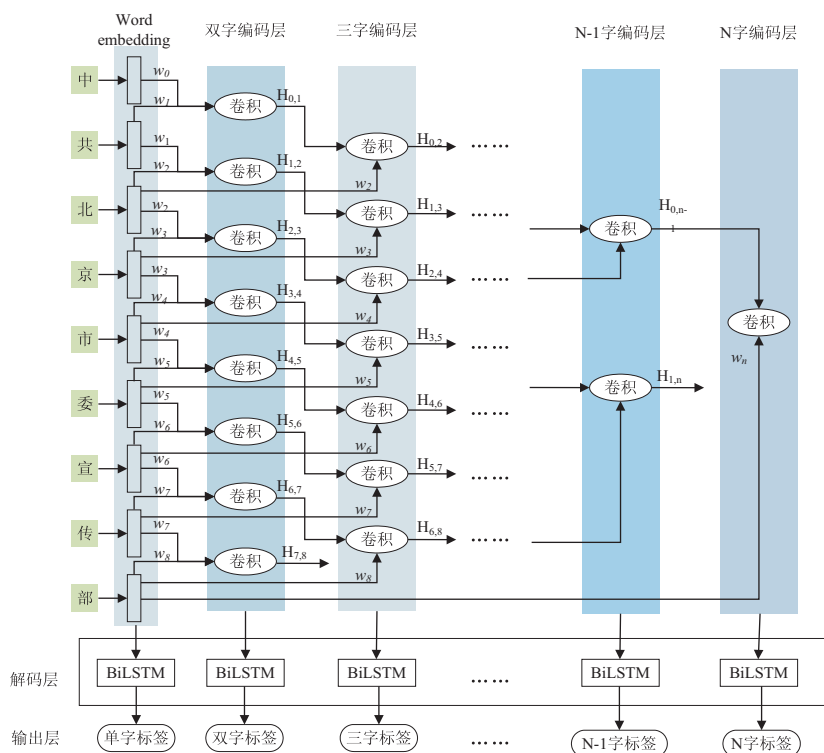 Word
embedding
双字编码层
三字编码层
N-1字编码层
N字编码层
中
w0
w1
卷积
H0,1
共
w1
w2
卷积
H1,2
w2
卷积
H0,2
……
北
w2
w3
卷积
H2,3
w3
卷积
H1,3
……
卷积
H0,n-1
京
w3
w4
卷积
H3,4
w4
卷积
H2,4
……
市
w4
w5
卷积
H4,5
w5
卷积
H3,5
……
卷积
wn
委
w5
w6
卷积
H5,6
w6
卷积
H4,6
……
卷积
H1,n
宣
w6
w7
卷积
H6,7
w7
卷积
H5,7
……
传
w7
w8
卷积
H7,8
w8
卷积
H6,8
……
部
解码层
BiLSTM
BiLSTM
BiLSTM
……
BiLSTM
BiLSTM
输出层
单字标签
双字标签
三字标签
……
N-1字标签
N字标签